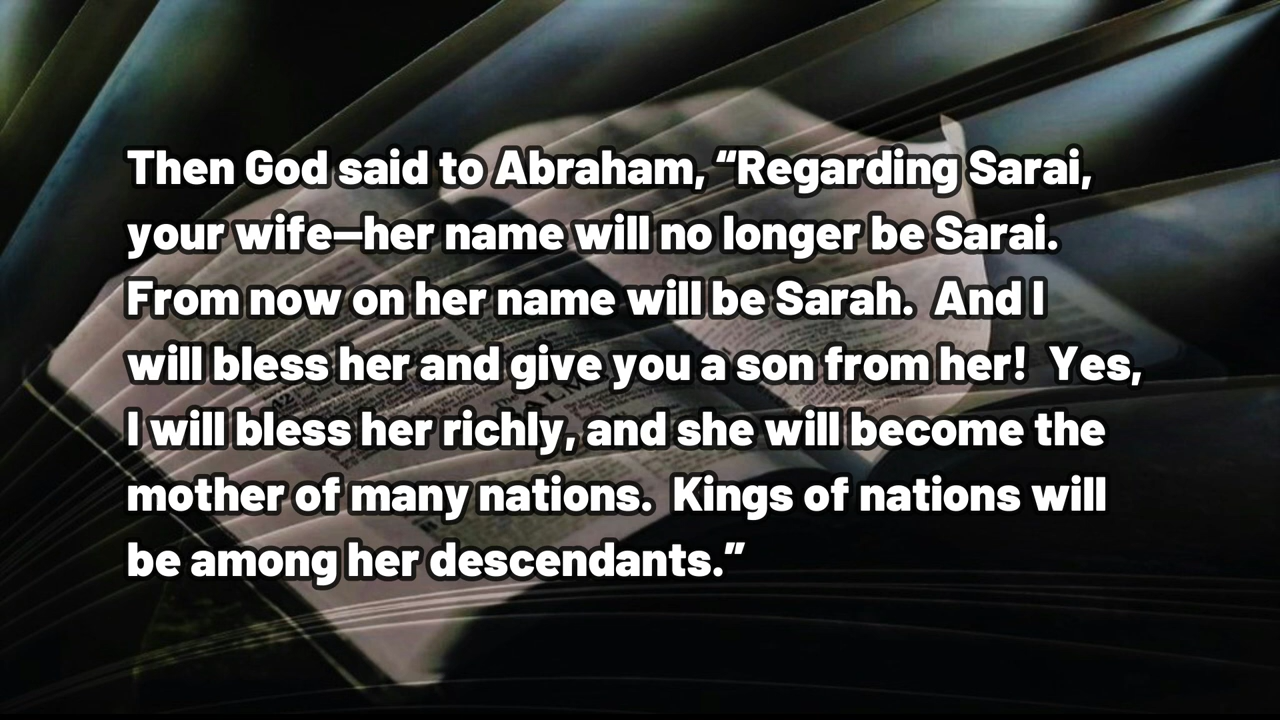 Then God said to Abraham, “Regarding Sarai,
your wife—her name will no longer be Sarai.
From now on her name will be Sarah.  And I
will bless her and give you a son from her!  Yes,
I will bless her richly, and she will become the
mother of many nations.  Kings of nations will
be among her descendants.”